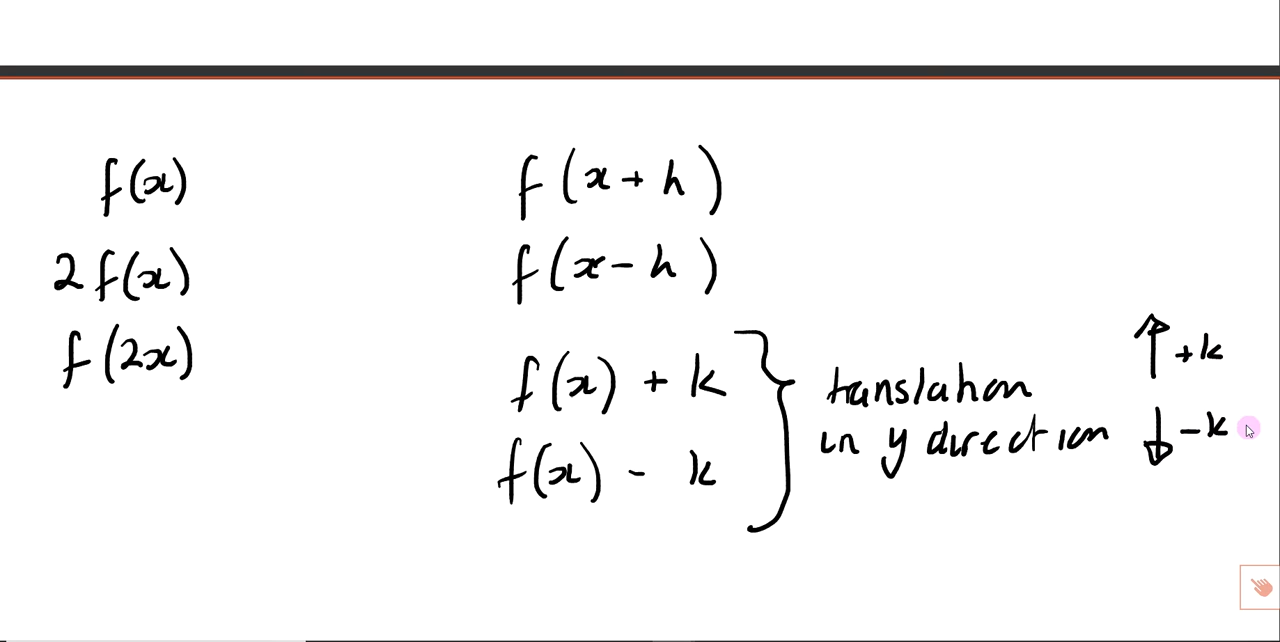 f(x)
2f(x)
f(2x)
f(x+h)
f(x-h)
f(x) + k
f(x) - k
translation
in y direction
↑ +k
↓ -k